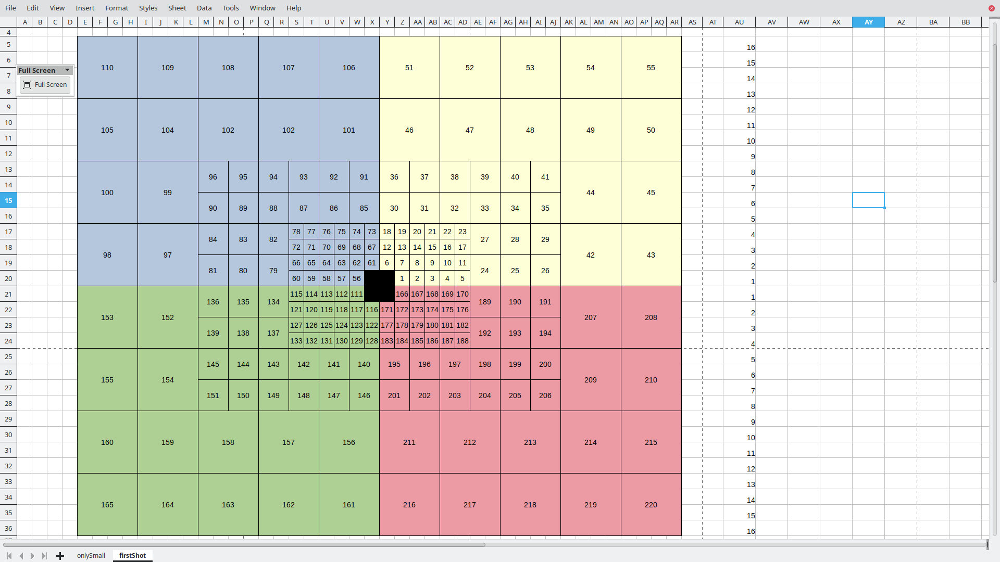 File Edit View Insert Format Styles Sheet Data Tools Window Help
A B C D E F G H I J K L M N O P Q R S T U V W X Y Z AA AB AC AD AE AF AG AH AI AJ AK AL AM AN AO AP AQ AR AS AT AU AV AW AX AY AZ BA BB
4
5 16
6 110 109 108 107 106 51 52 53 54 55 15
Full Screen
7 14
Full Screen
8 13
9 12
10 105 104 102 102 101 46 47 48 49 50 11
11 10
12 9
13 96 95 94 93 92 91 36 37 38 39 40 41 8
14 100 99 44 45 7
15 90 89 88 87 86 85 30 31 32 33 34 35 6
16 5
17 84 83 82 78 77 76 75 74 73 18 19 20 21 22 23 27 28 29 4
18 98 97 72 71 70 69 68 67 12 13 14 15 16 17 42 43 3
19 81 80 79 66 65 64 63 62 61 6 7 8 9 10 11 24 25 26 2
20 60 59 58 57 56 1 2 3 4 5 1
21 136 135 134 115 114 113 112 111 166 167 168 169 170 189 190 191 1
22 153 152 121 120 119 118 117 116 171 172 173 174 175 176 207 208 2
23 139 138 137 127 126 125 124 123 122 177 178 179 180 181 182 192 193 194 3
24 133 132 131 130 129 128 183 184 185 186 187 188 4
25 145 144 143 142 141 140 195 196 197 198 199 200 5
26 155 154 209 210 6
27 151 150 149 148 147 146 201 202 203 204 205 206 7
28 8
29 9
30 160 159 158 157 156 211 212 213 214 215 10
31 11
32 12
33 13
34 165 164 163 162 161 216 217 218 219 220 14
35 15
36 16
onlySmall firstShot